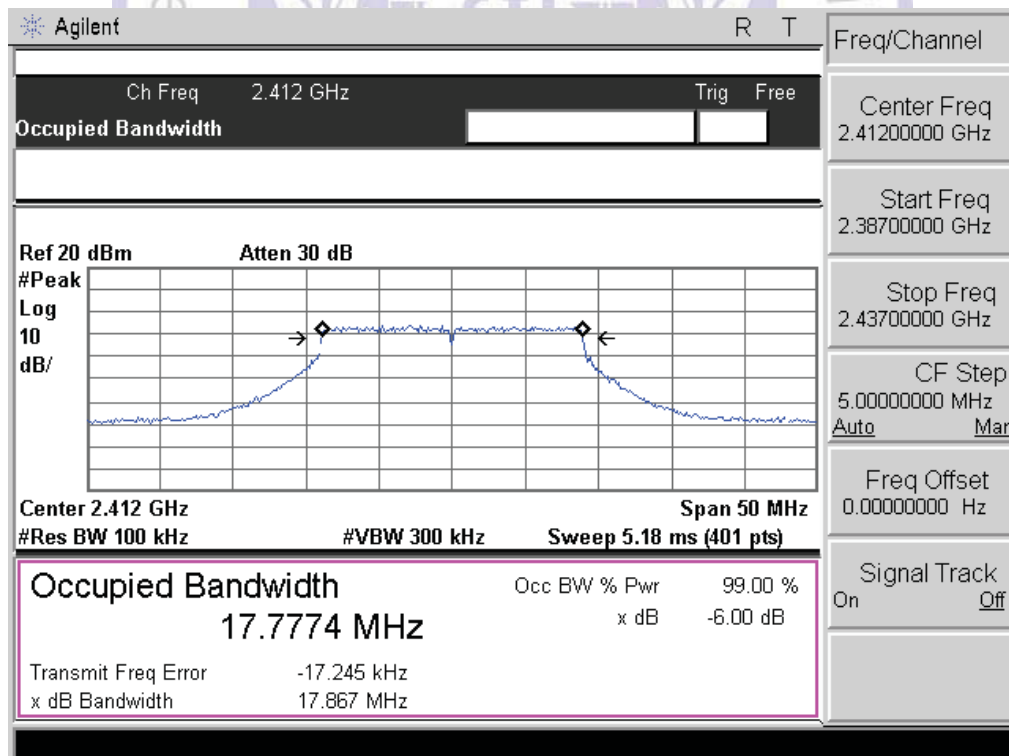 Agilent
R T
Ch Freq 2.412 GHz Trig Free
Occupied Bandwidth
Ref 20 dBm Atten 30 dB
#Peak
Log
10
dB/
Center 2.412 GHz Span 50 MHz
#Res BW 100 kHz #VBW 300 kHz Sweep 5.18 ms (401 pts)
Occupied Bandwidth
17.7774 MHz
Occ BW % Pwr 99.00 %
x dB -6.00 dB
Transmit Freq Error -17.245 kHz
x dB Bandwidth 17.867 MHz
Freq/Channel
Center Freq
2.41200000 GHz
Start Freq
2.38700000 GHz
Stop Freq
2.43700000 GHz
CF Step
5.00000000 MHz
Auto Man
Freq Offset
0.00000000 Hz
Signal Track
On Off